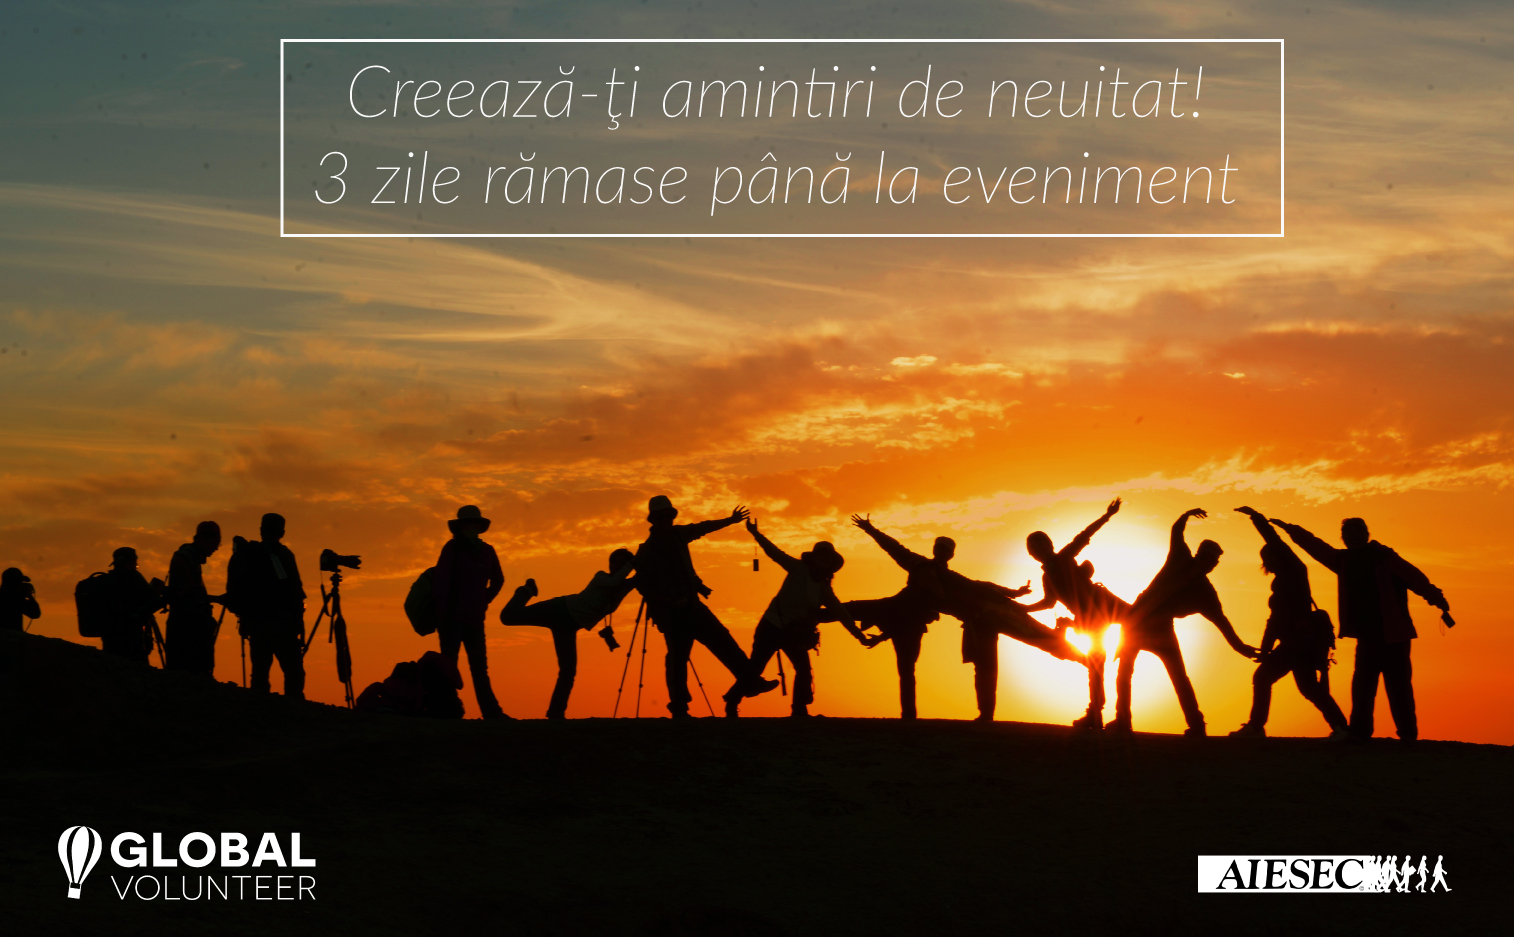 Creează-ţi amintiri de neuitat!
3 zile rămase până la eveniment
GLOBAL
VOLUNTEER
AIESEC